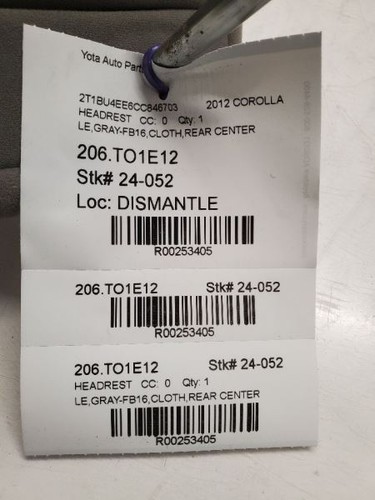 Yota Auto Par
2T1BU4EE6CC846703 2012 COROLLA
HEADREST CC: 0 Qty: 1
LE,GRAY-FB16,CLOTH,REAR CENTER
206.TO1E12
Stk# 24-052
Loc: DISMANTLE
R00253405
206.TO1E12 Stk# 24-052
R00253405
206.TO1E12 Stk# 24-052
HEADREST CC: 0 Qty: 1
LE,GRAY-FB16,CLOTH,REAR CENTER
R00253405